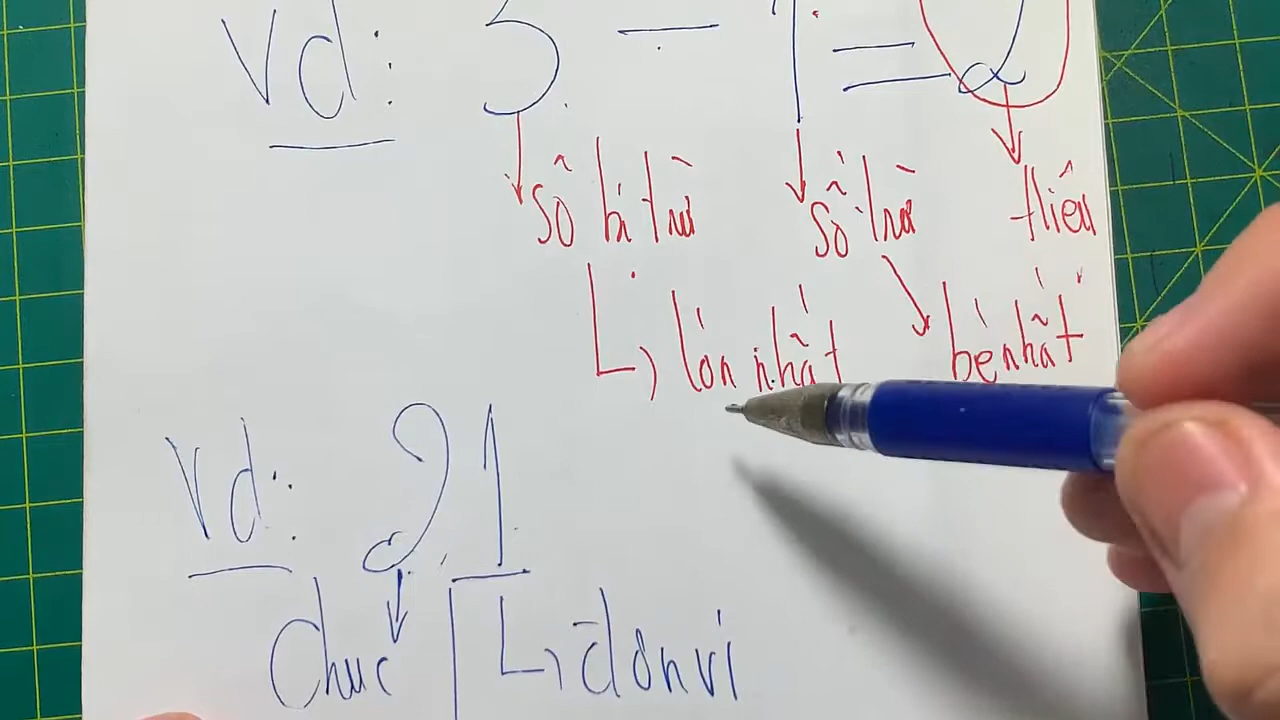 Vd: 3 - 1 = 2
Số bị trừ Số trừ Hiệu
Lớn nhất bé nhất
Vd: 21
Chục đơn vị